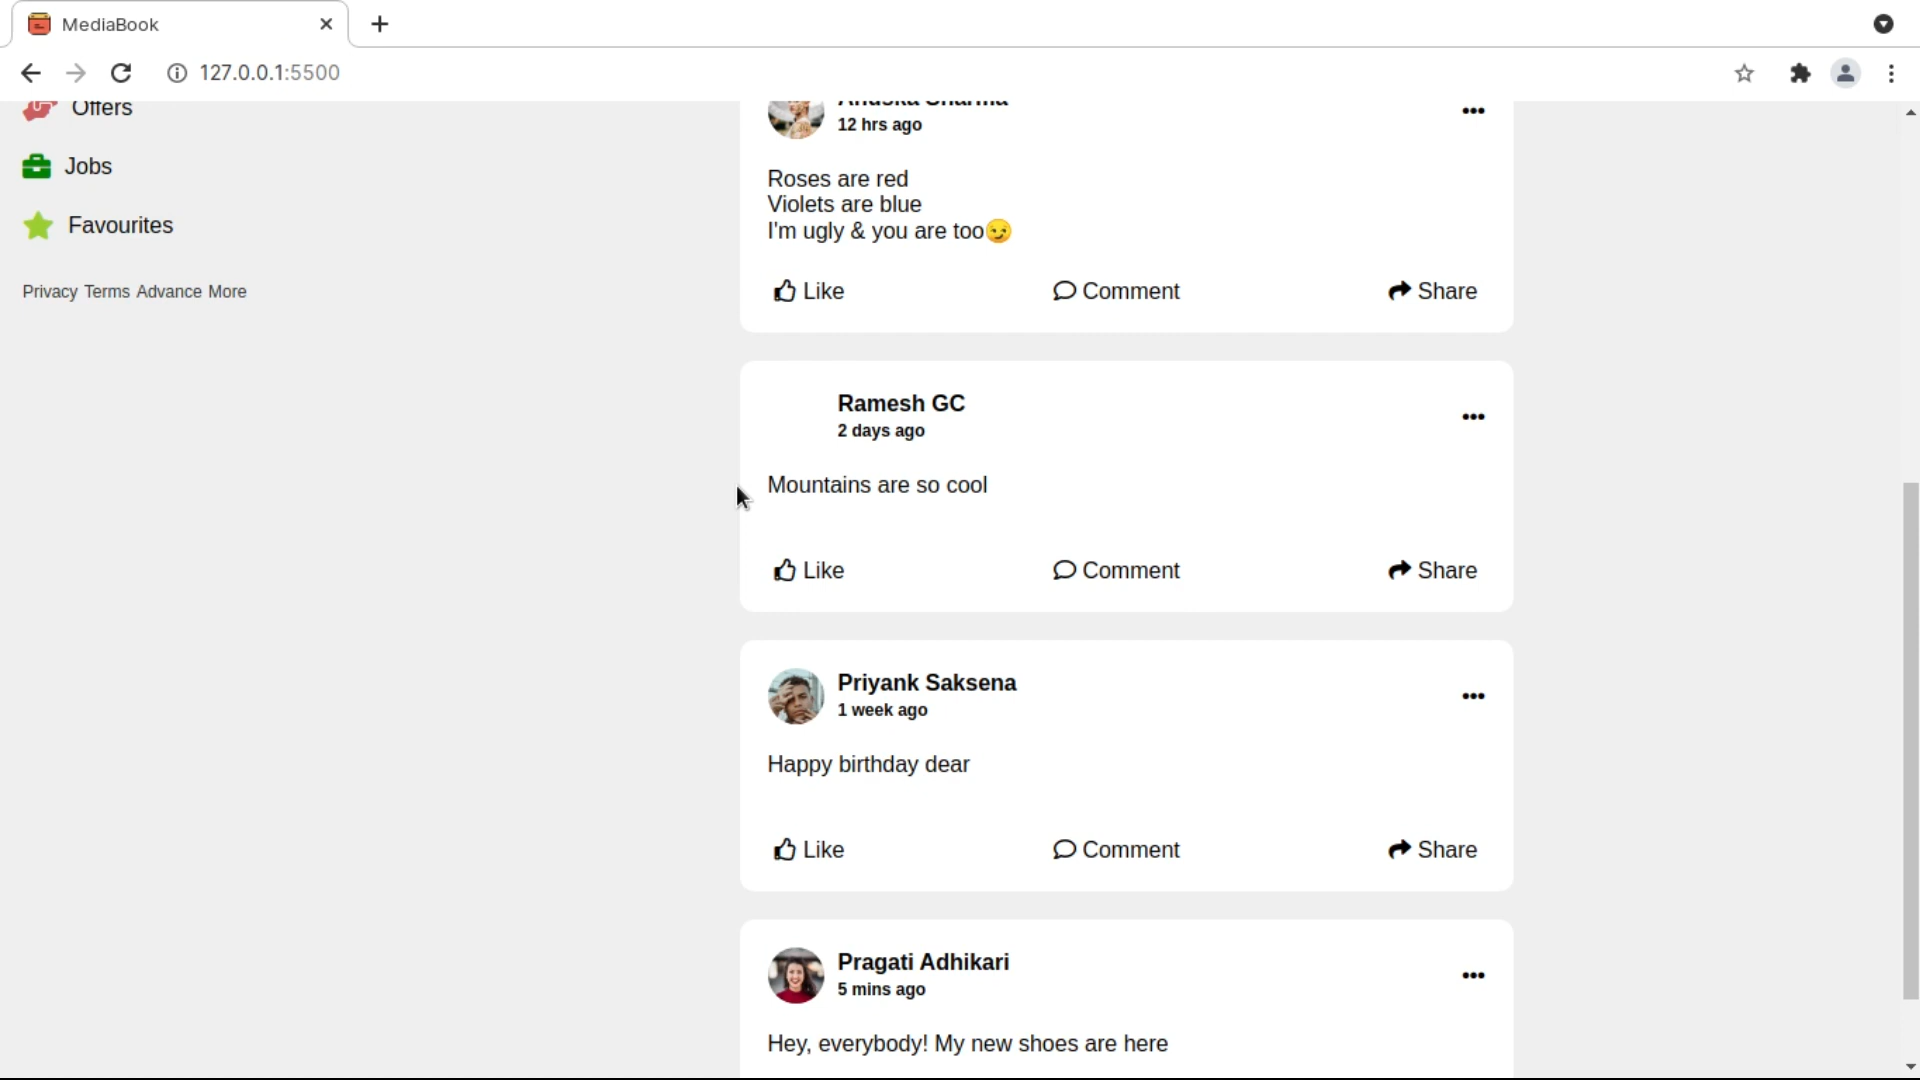 MediaBook
127.0.0.1:5500
Offers
Jobs
Favourites
Privacy Terms Advance More
12 hrs ago
Roses are red
Violets are blue
I'm ugly & you are too😏
Like Comment Share
Ramesh GC
2 days ago
Mountains are so cool
Like Comment Share
Priyank Saksena
1 week ago
Happy birthday dear
Like Comment Share
Pragati Adhikari
5 mins ago
Hey, everybody! My new shoes are here